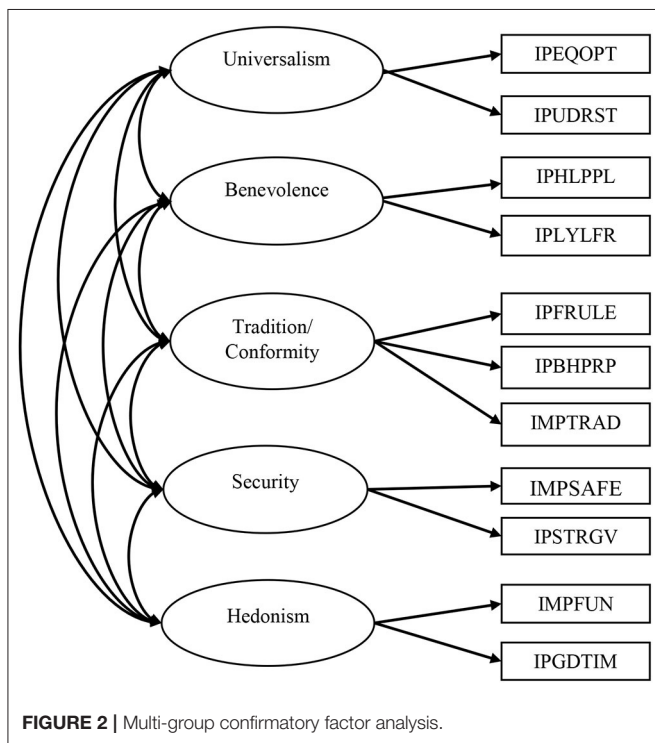 Universalism
IPEQOPT
IPUDRST
Benevolence
IPHLPPL
IPLYLFR
Tradition/
Conformity
IPFRULE
IPBHPRP
IMPTRAD
Security
IMPSAFE
IPSTRGV
Hedonism
IMPFUN
IPGDTIM
FIGURE 2 | Multi-group confirmatory factor analysis.